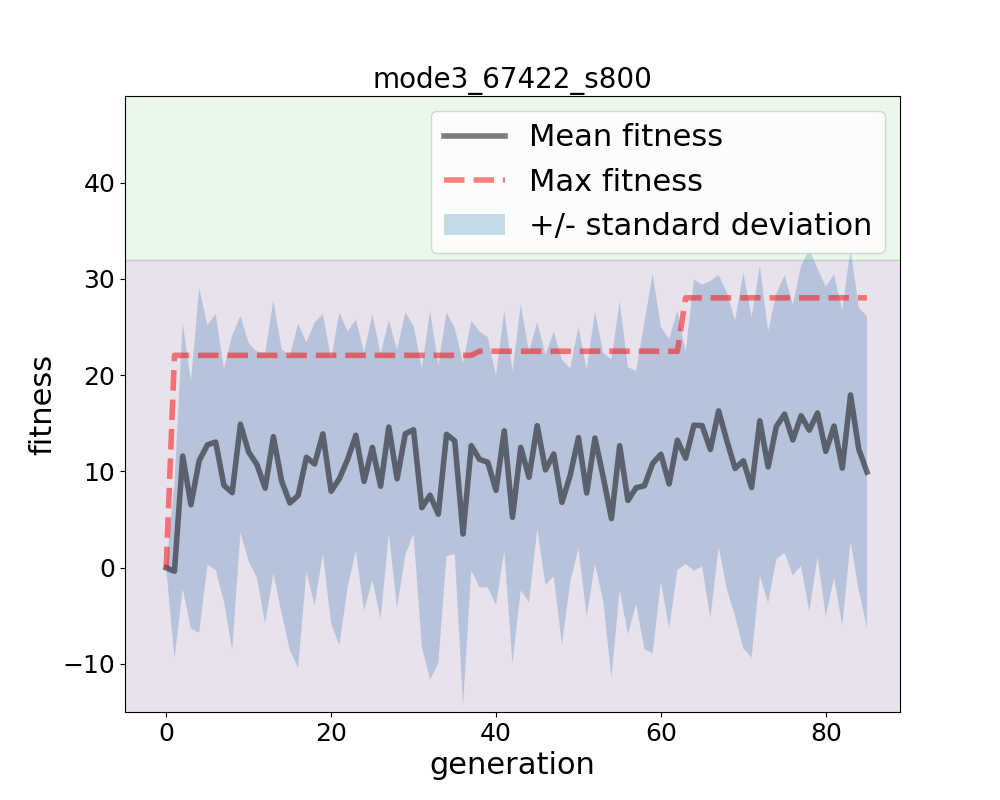 mode3_67422_s800
Mean fitness
Max fitness
+/- standard deviation
fitness
40
30
20
10
0
−10
0 20 40 60 80
generation